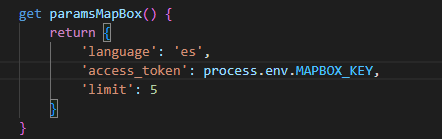 get paramsMapBox() {
return {
'language': 'es',
'access_token': process.env.MAPBOX_KEY,
'limit': 5
}
}